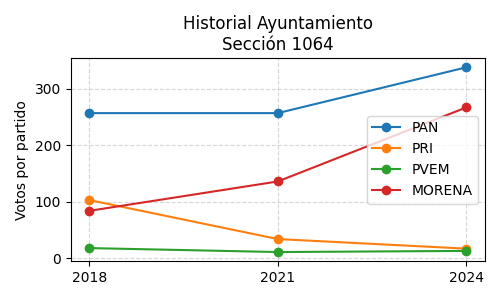 Historial Ayuntamiento
Sección 1064
Votos por partido
300
200
100
0
2018
2021
2024
PAN
PRI
PVEM
MORENA